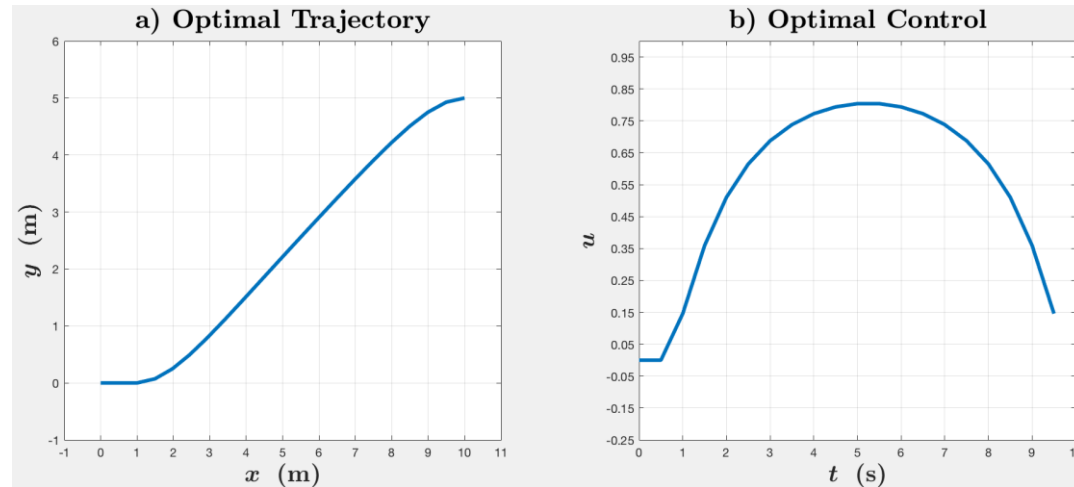 a) Optimal Trajectory
6
5
4
3
2
1
0
-1
-1 0 1 2 3 4 5 6 7 8 9 10 11
y (m)
x (m)
b) Optimal Control
0.95
0.85
0.75
0.65
0.55
0.45
0.35
0.25
0.15
0.05
-0.05
-0.15
-0.25
0 1 2 3 4 5 6 7 8 9 1
u
t (s)